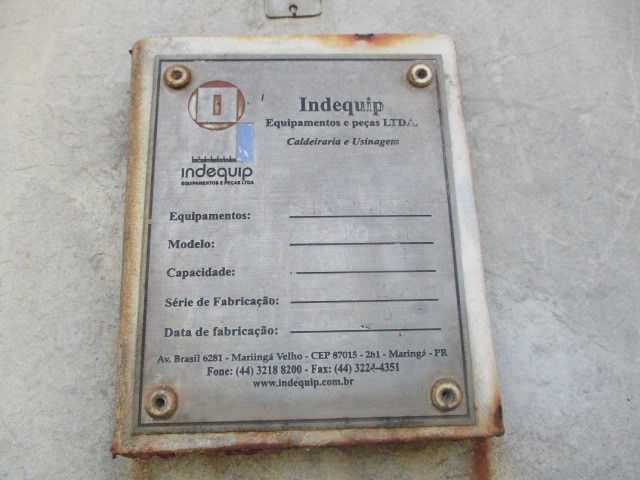 Indequip
Equipamentos e peças LTDA.
Caldeiraria e Usinagem
indequip
EQUIPAMENTOS E PEÇAS LTDA
Equipamentos:
Modelo:
Capacidade:
Série de Fabricação:
Data de fabricação:
Av. Brasil 6281 - Mariingá Velho - CEP 87015 - 281 - Maringá - PR
Fone: (44) 3218 8200 - Fax: (44) 3224-4351
www.indequip.com.br